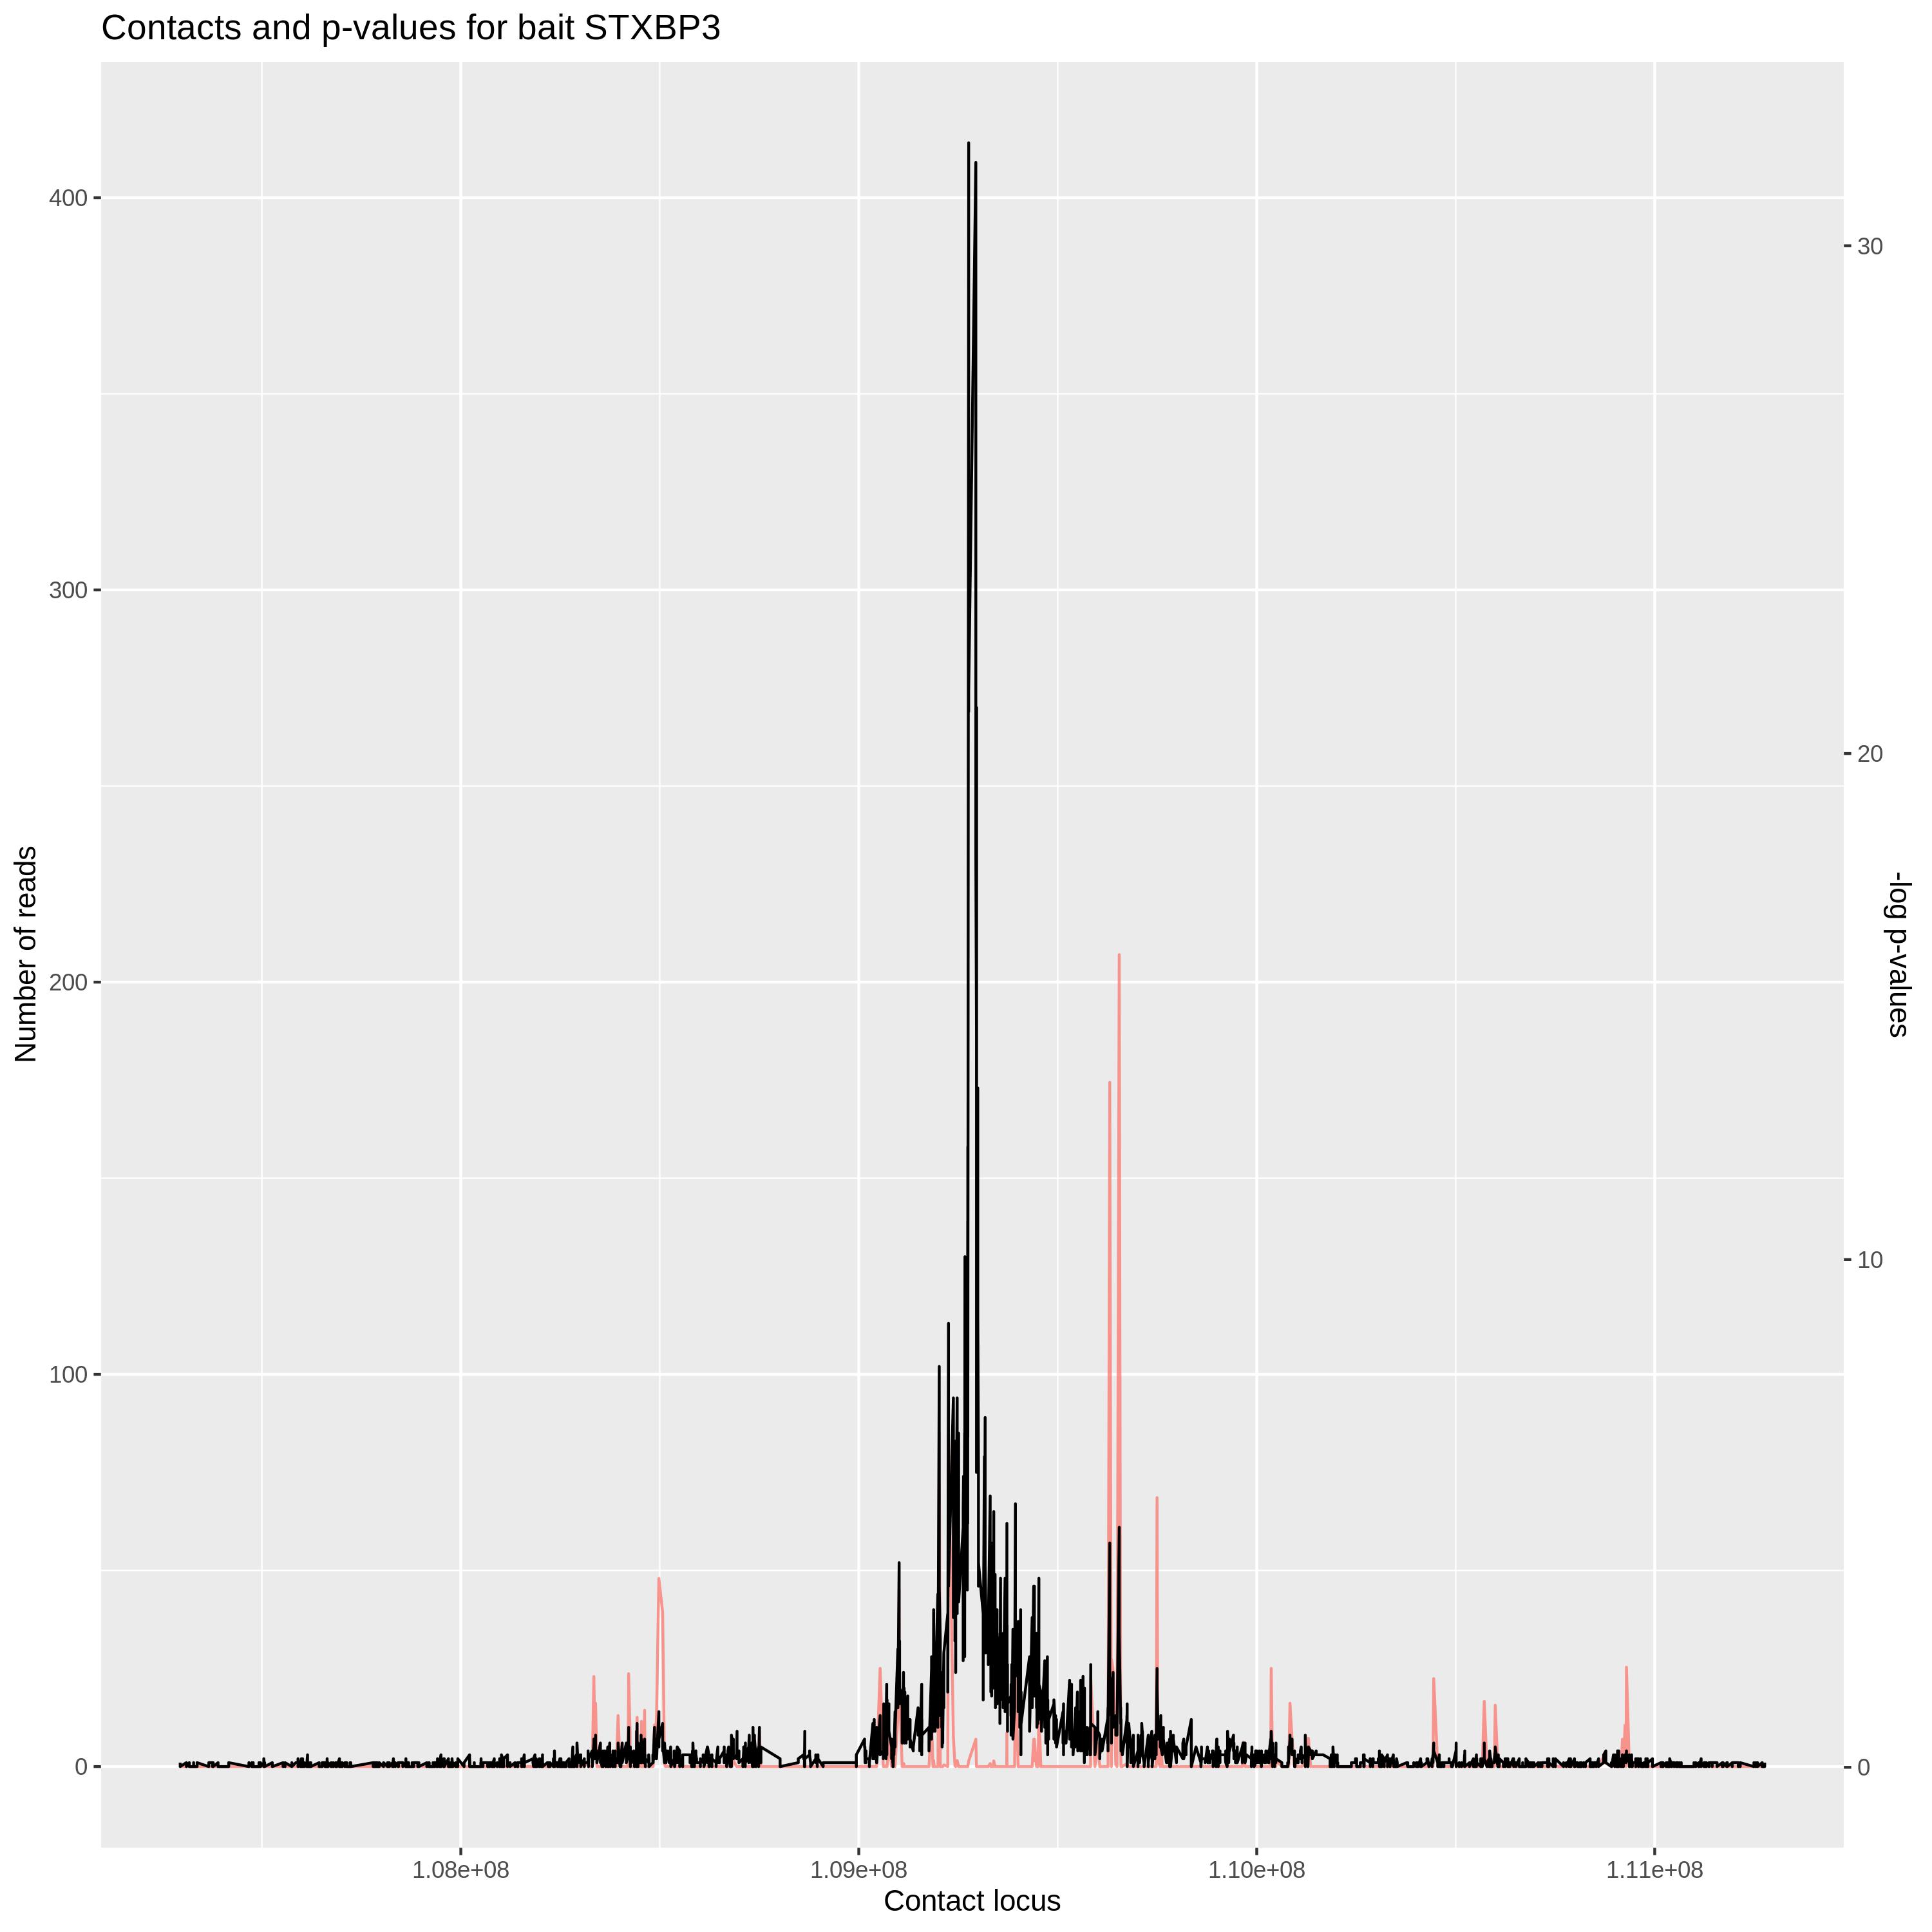 Contacts and p-values for bait STXBP3
400
300
200
100
0
30
20
10
0
Number of reads
-log p-values
1.08e+08 1.09e+08 1.10e+08 1.11e+08
Contact locus